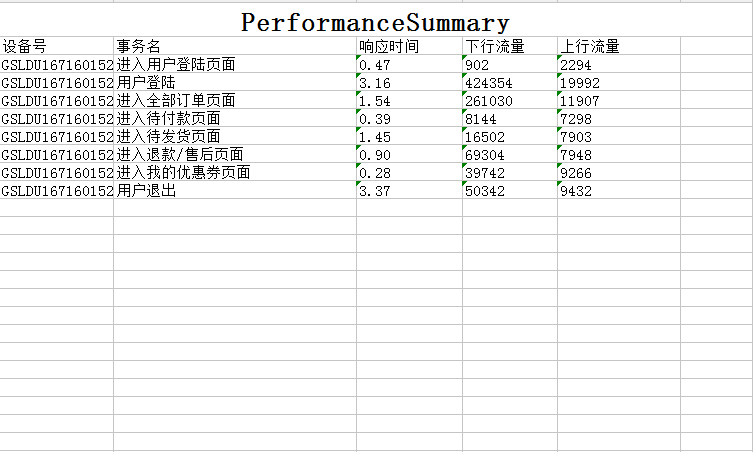 PerformanceSummary
设备号 事务名 响应时间 下行流量 上行流量
GSLDU167160152 进入用户登陆页面 0.47 902 2294
GSLDU167160152 用户登陆 3.16 424354 19992
GSLDU167160152 进入全部订单页面 1.54 261030 11907
GSLDU167160152 进入待付款页面 0.39 8144 7298
GSLDU167160152 进入待发货页面 1.45 16502 7903
GSLDU167160152 进入退款/售后页面 0.90 69304 7948
GSLDU167160152 进入我的优惠券页面 0.28 39742 9266
GSLDU167160152 用户退出 3.37 50342 9432